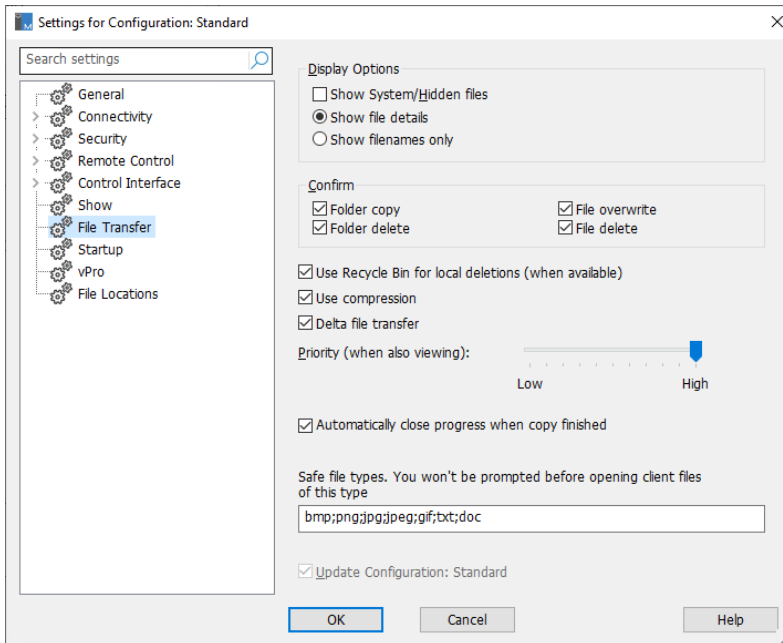 Settings for Configuration: Standard
Search settings
General
Connectivity
Security
Remote Control
Control Interface
Show
File Transfer
Startup
vPro
File Locations
Display Options
Show System/Hidden files
Show file details
Show filenames only
Confirm
Folder copy
File overwrite
Folder delete
File delete
Use Recycle Bin for local deletions (when available)
Use compression
Delta file transfer
Priority (when also viewing):
Low High
Automatically close progress when copy finished
Safe file types. You won't be prompted before opening client files
of this type
bmp;png;jpg;jpeg;gif;txt;doc
Update Configuration: Standard
OK Cancel Help